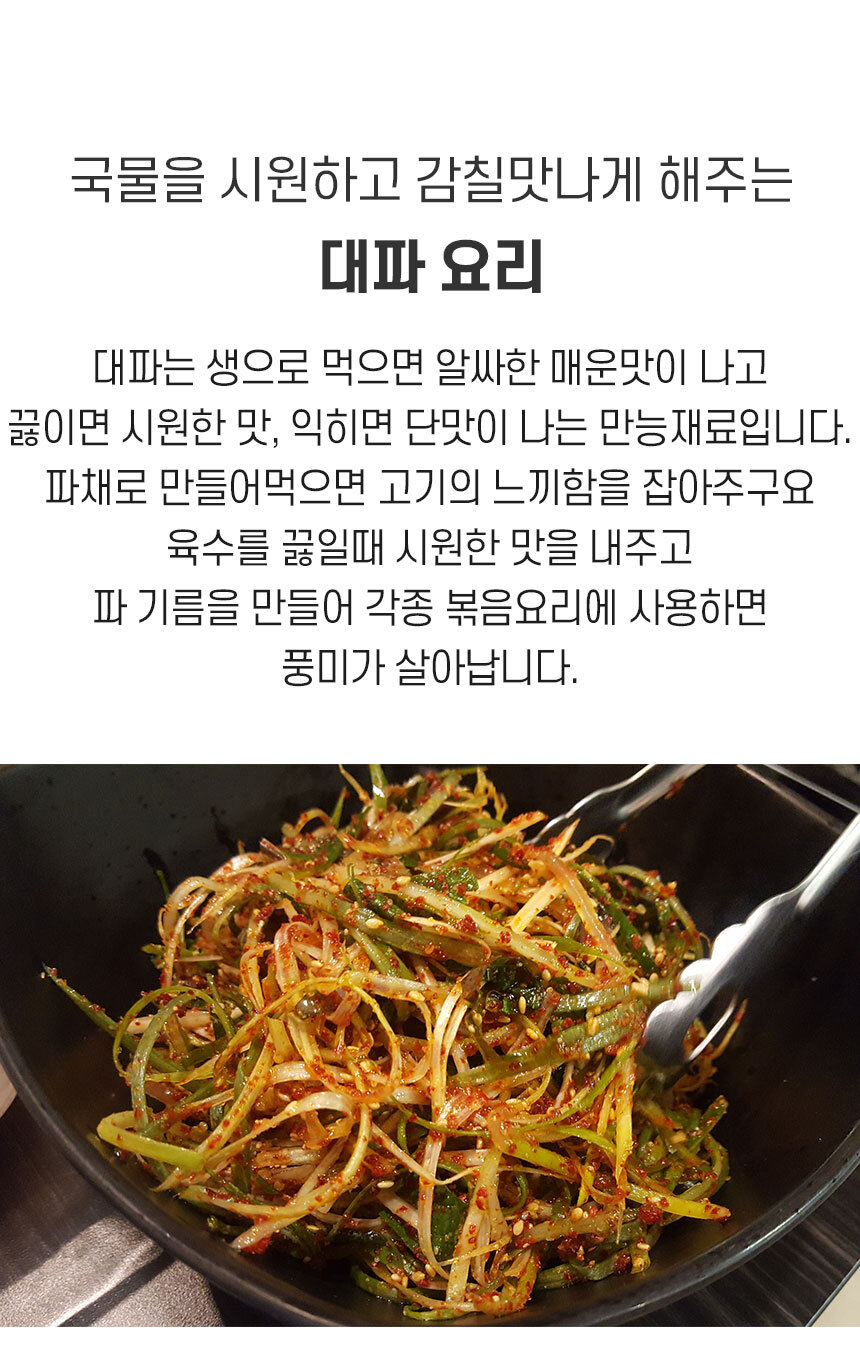 국물을 시원하고 감칠맛나게 해주는
대파 요리
대파는 생으로 먹으면 알싸한 매운맛이 나고
끓이면 시원한 맛, 익히면 단맛이 나는 만능재료입니다.
파채로 만들어먹으면 고기의 느끼함을 잡아주구요
육수를 끓일때 시원한 맛을 내주고
파 기름을 만들어 각종 볶음요리에 사용하면
풍미가 살아납니다.